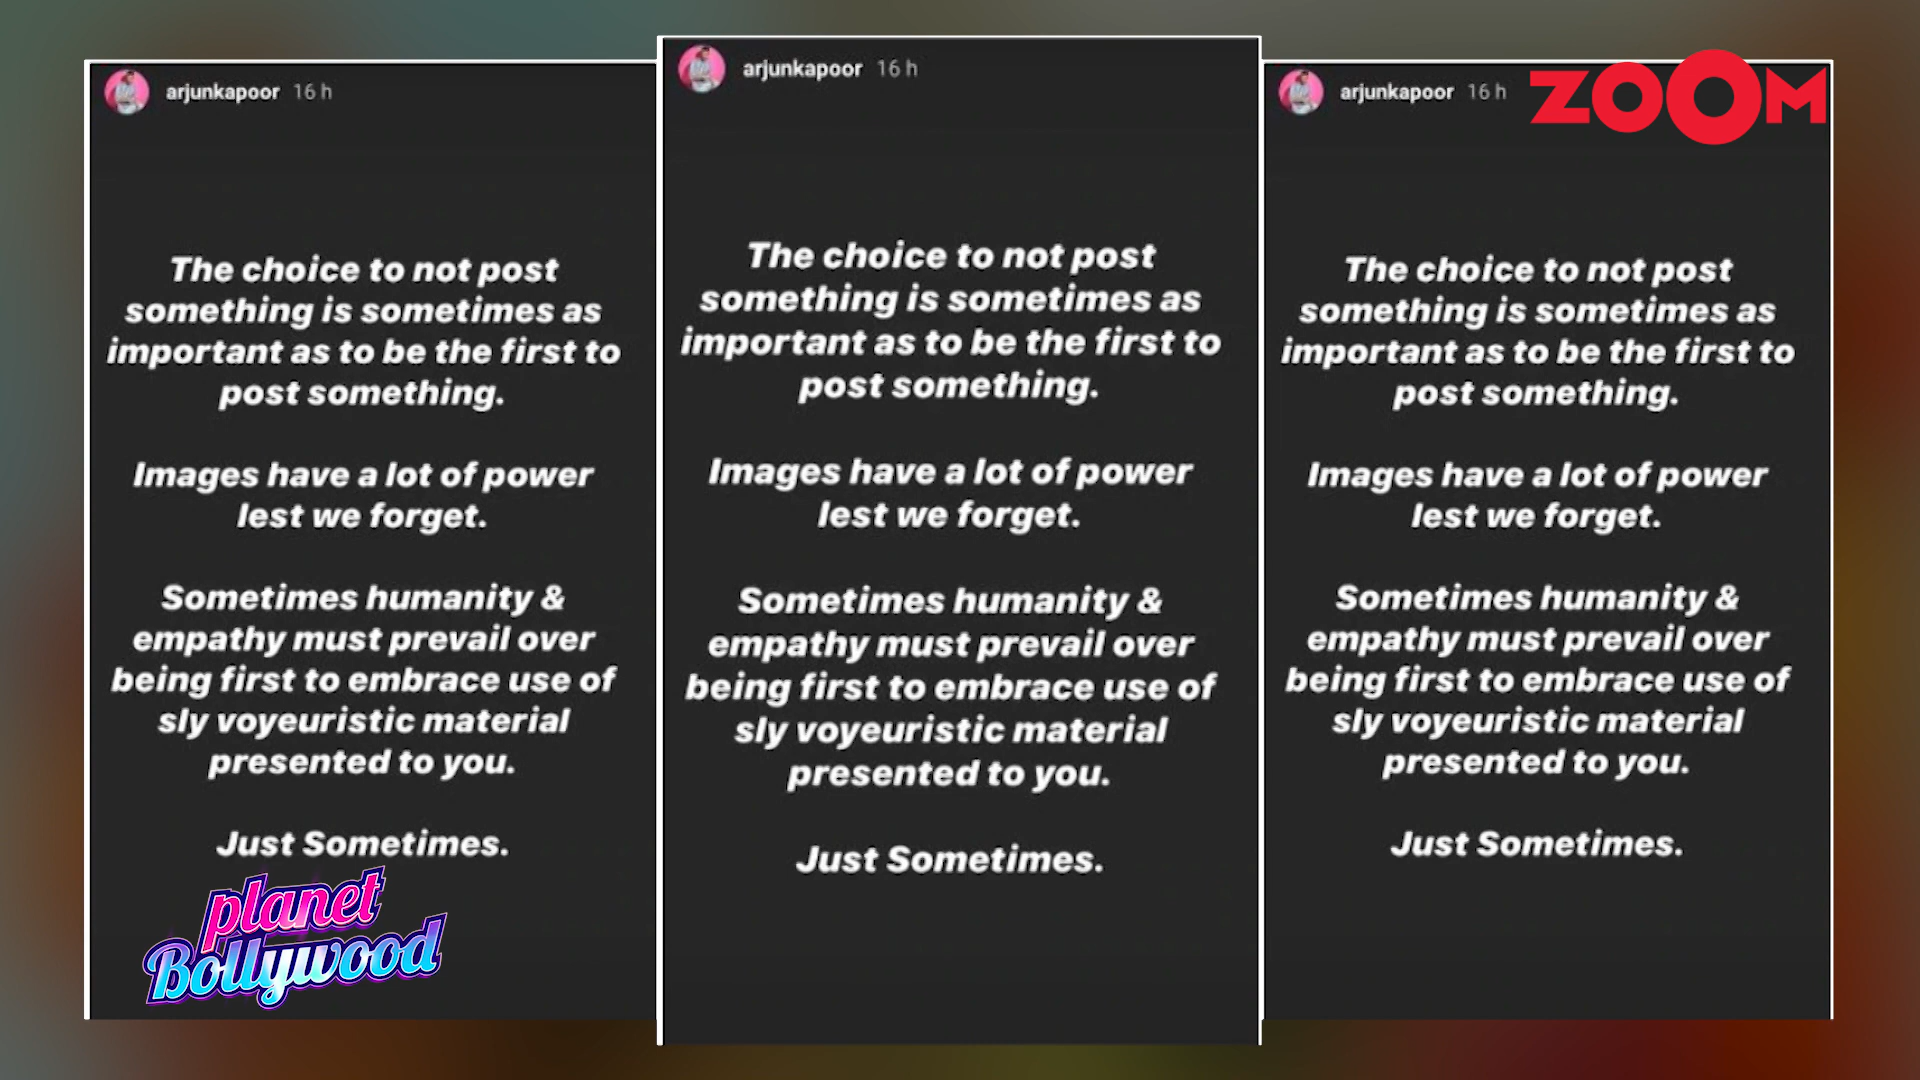 arjunkapoor 16 h
The choice to not post
something is sometimes as
important as to be the first to
post something.
Images have a lot of power
lest we forget.
Sometimes humanity &
empathy must prevail over
being first to embrace use of
sly voyeuristic material
presented to you.
Just Sometimes.
planet
Bollywood
arjunkapoor 16 h
The choice to not post
something is sometimes as
important as to be the first to
post something.
Images have a lot of power
lest we forget.
Sometimes humanity &
empathy must prevail over
being first to embrace use of
sly voyeuristic material
presented to you.
Just Sometimes.
arjunkapoor 16 h
ZOOM
The choice to not post
something is sometimes as
important as to be the first to
post something.
Images have a lot of power
lest we forget.
Sometimes humanity &
empathy must prevail over
being first to embrace use of
sly voyeuristic material
presented to you.
Just Sometimes.